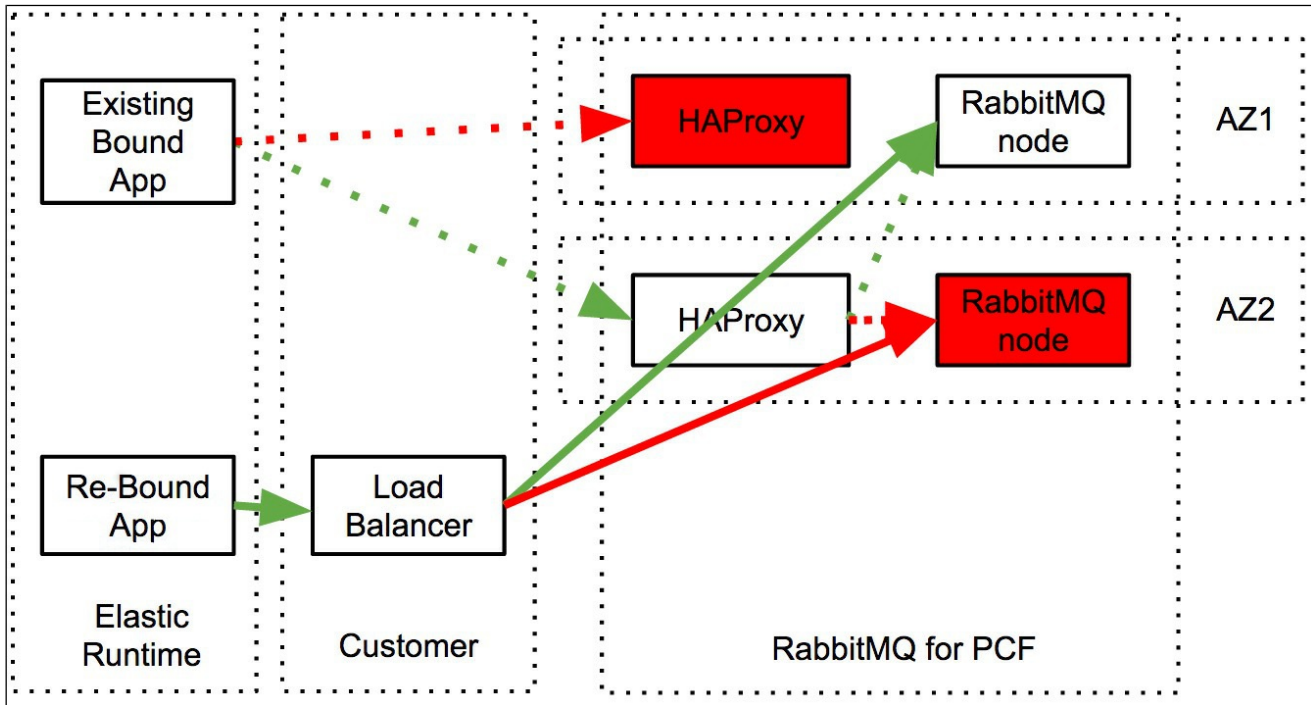 Existing
Bound
App
HAProxy
RabbitMQ
node
AZ1
HAProxy
RabbitMQ
node
AZ2
Re-Bound
App
Load
Balancer
Elastic
Runtime
Customer
RabbitMQ for PCF